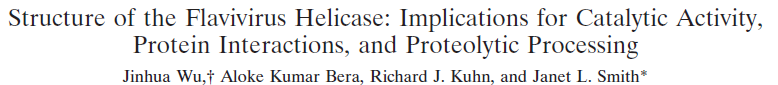 Structure of the Flavivirus Helicase: Implications for Catalytic Activity,
Protein Interactions, and Proteolytic Processing
Jinhua Wu,† Aloke Kumar Bera, Richard J. Kuhn, and Janet L. Smith*